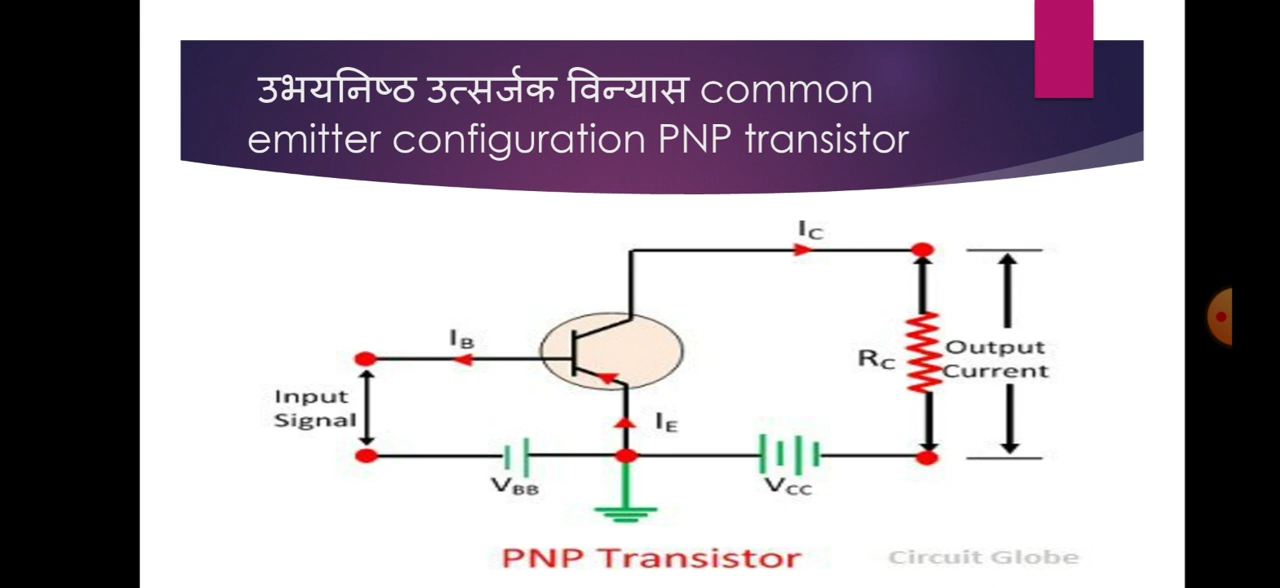 उभयनिष्ठ उत्सर्जक विन्यास common
emitter configuration PNP transistor
IC
IB
Input
Signal
IE
RC
Output
Current
VBB
VCC
PNP Transistor
Circuit Globe